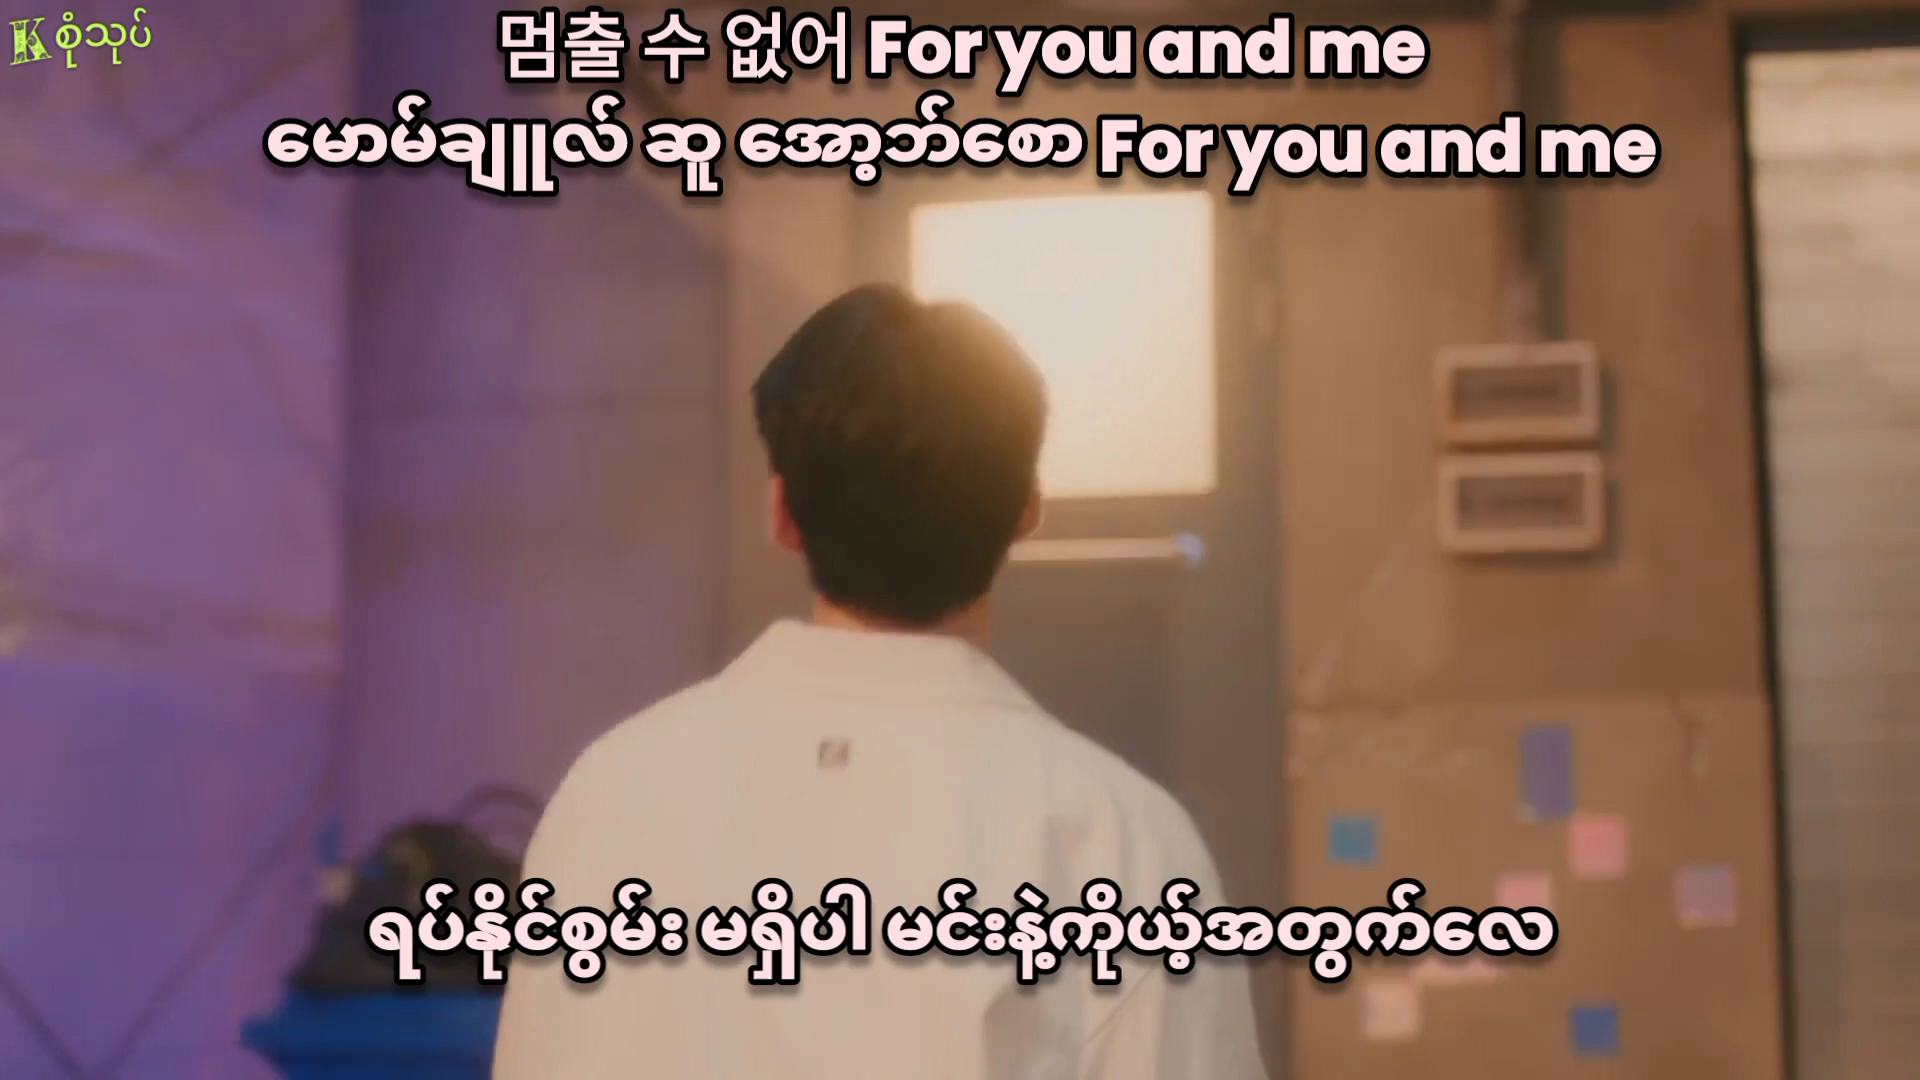 K စုံသုပ်
멈출 수 없어 For you and me
မောမ်ချူလ် ဆူ အော့ဘ်စော For you and me
ရပ်နိုင်စွမ်း မရှိပါ မင်းနဲ့ကိုယ့်အတွက်လေ